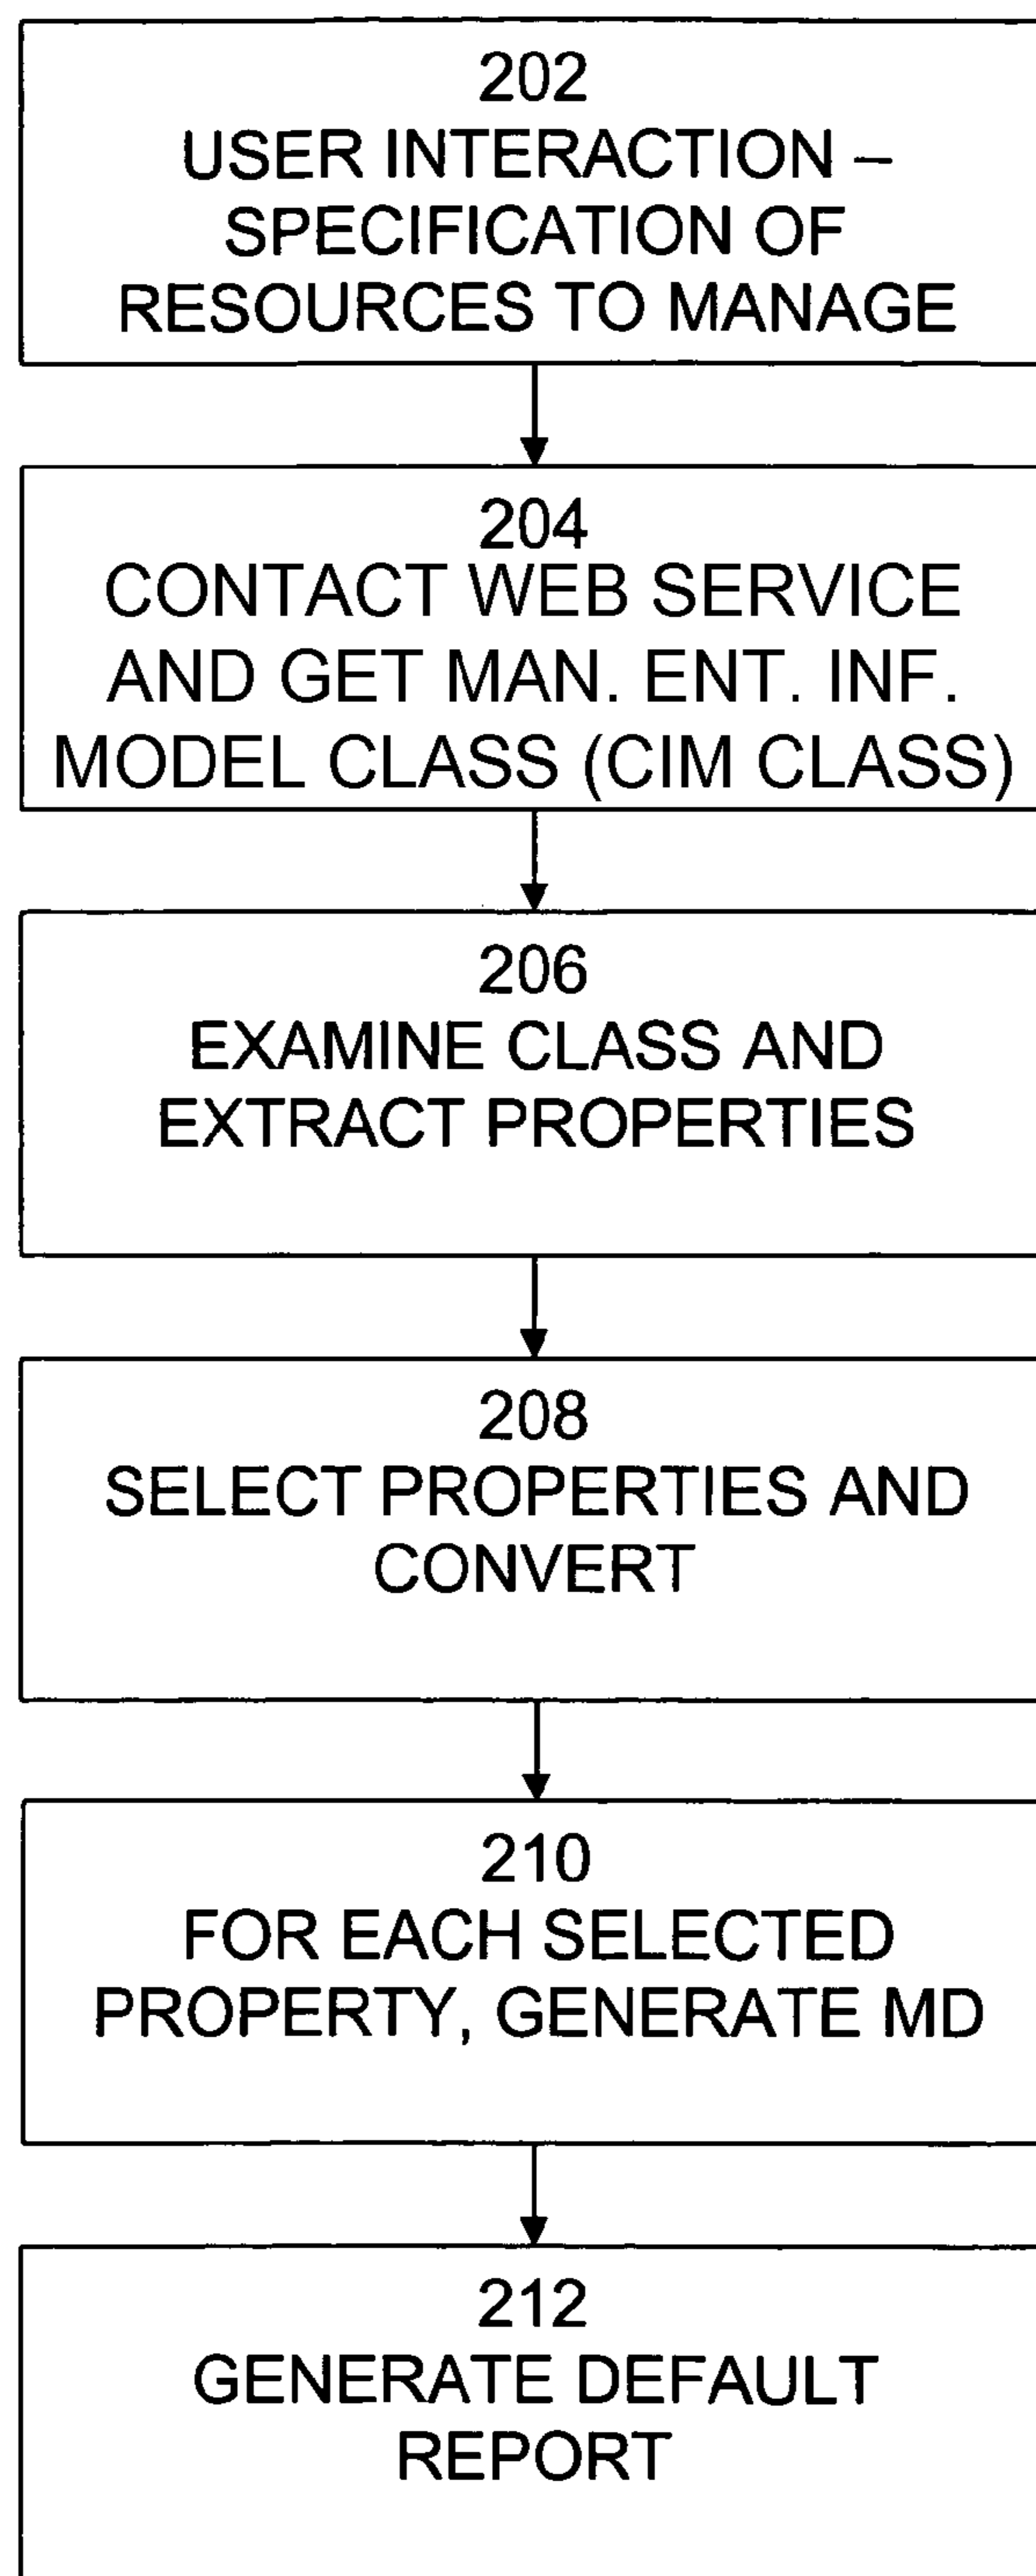 202
USER INTERACTION –
SPECIFICATION OF
RESOURCES TO MANAGE
204
CONTACT WEB SERVICE
AND GET MAN. ENT. INF.
MODEL CLASS (CIM CLASS)
206
EXAMINE CLASS AND
EXTRACT PROPERTIES
208
SELECT PROPERTIES AND
CONVERT
210
FOR EACH SELECTED
PROPERTY, GENERATE MD
212
GENERATE DEFAULT
REPORT